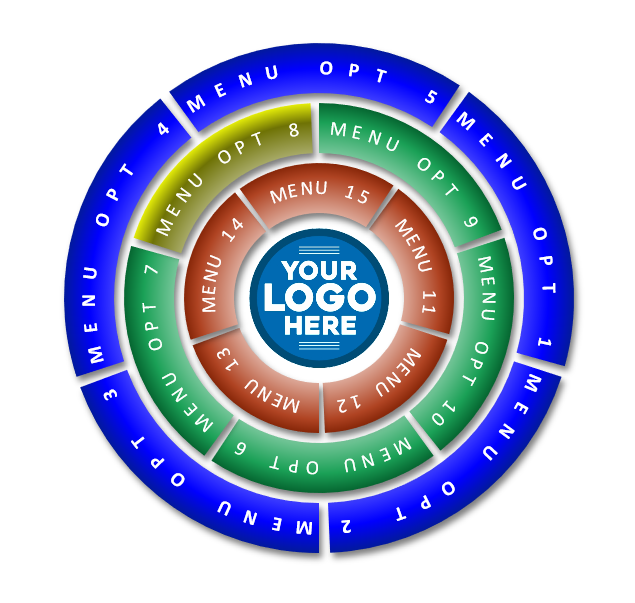 MENU OPT 1
MENU OPT 2
MENU OPT 3
MENU OPT 4
MENU OPT 5
MENU OPT 6
MENU OPT 7
MENU OPT 8
MENU OPT 9
MENU OPT 10
MENU 11
MENU 12
MENU 13
MENU 14
MENU 15
YOUR
LOGO
HERE